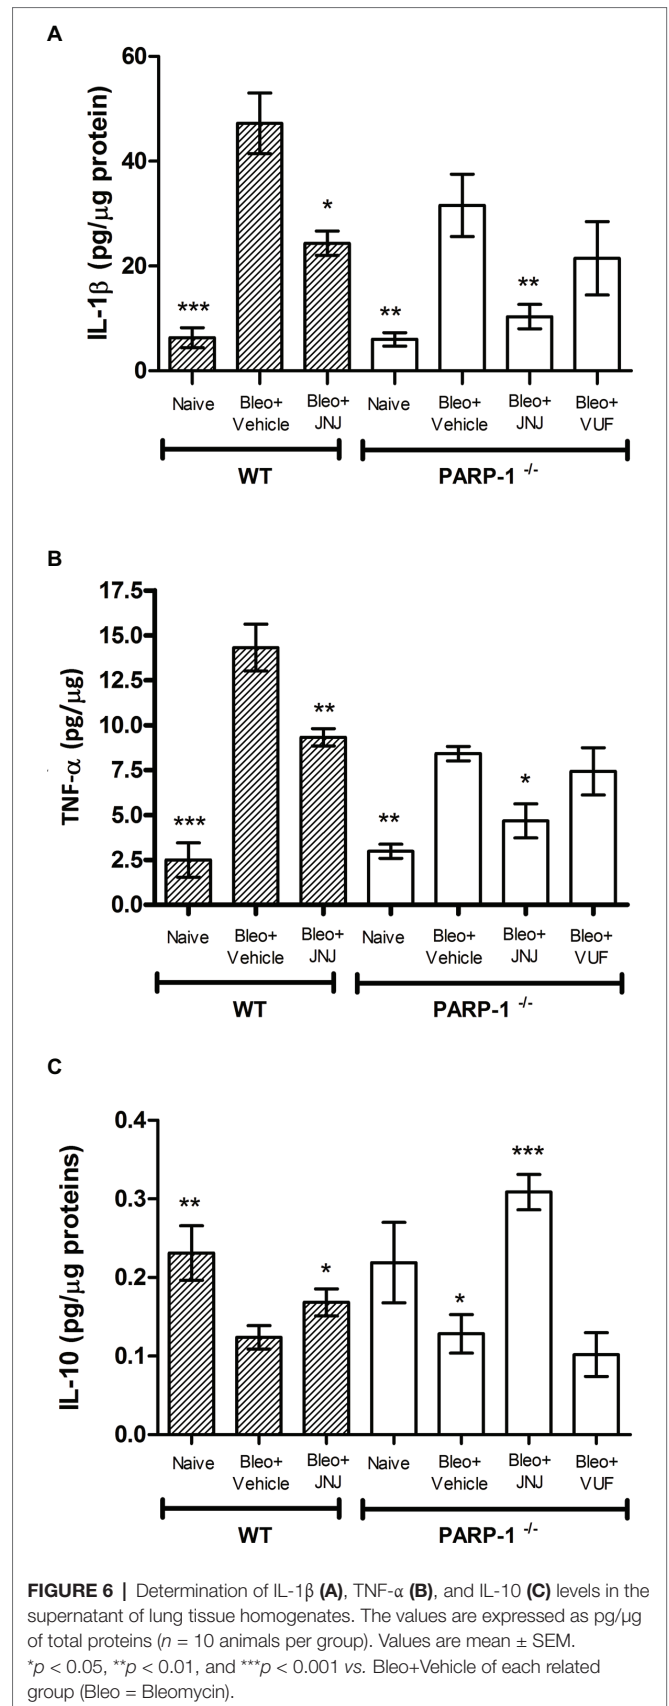 A
60
40
20
0
IL-1β (pg/μg protein)
***
*
**
**
Naive
Bleo+
Vehicle
Bleo+
JNJ
Naive
Bleo+
Vehicle
Bleo+
JNJ
Bleo+
VUF
WT
PARP-1 -/-
B
17.5
15.0
12.5
10.0
7.5
5.0
2.5
0.0
TNF-α (pg/μg)
***
**
**
*
Naive
Bleo+
Vehicle
Bleo+
JNJ
Naive
Bleo+
Vehicle
Bleo+
JNJ
Bleo+
VUF
WT
PARP-1 -/-
C
0.4
0.3
0.2
0.1
0.0
IL-10 (pg/μg proteins)
**
*
*
***
Naive
Bleo+
Vehicle
Bleo+
JNJ
Naive
Bleo+
Vehicle
Bleo+
JNJ
Bleo+
VUF
WT
PARP-1 -/-
FIGURE 6 | Determination of IL-1β (A), TNF-α (B), and IL-10 (C) levels in the
supernatant of lung tissue homogenates. The values are expressed as pg/μg
of total proteins (n = 10 animals per group). Values are mean ± SEM.
*p < 0.05, **p < 0.01, and ***p < 0.001 vs. Bleo+Vehicle of each related
group (Bleo = Bleomycin).